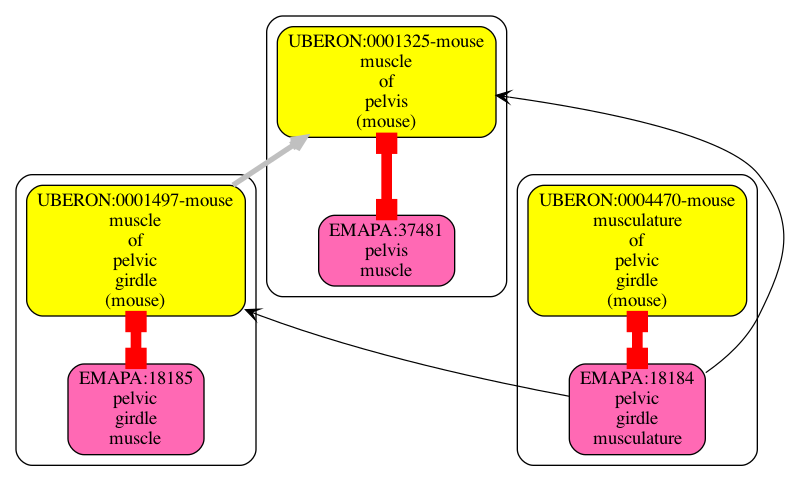 UBERON:0001325-mouse
muscle
of
pelvis
(mouse)
EMAPA:37481
pelvis
muscle
UBERON:0001497-mouse
muscle
of
pelvic
girdle
(mouse)
EMAPA:18185
pelvic
girdle
muscle
UBERON:0004470-mouse
musculature
of
pelvic
girdle
(mouse)
EMAPA:18184
pelvic
girdle
musculature